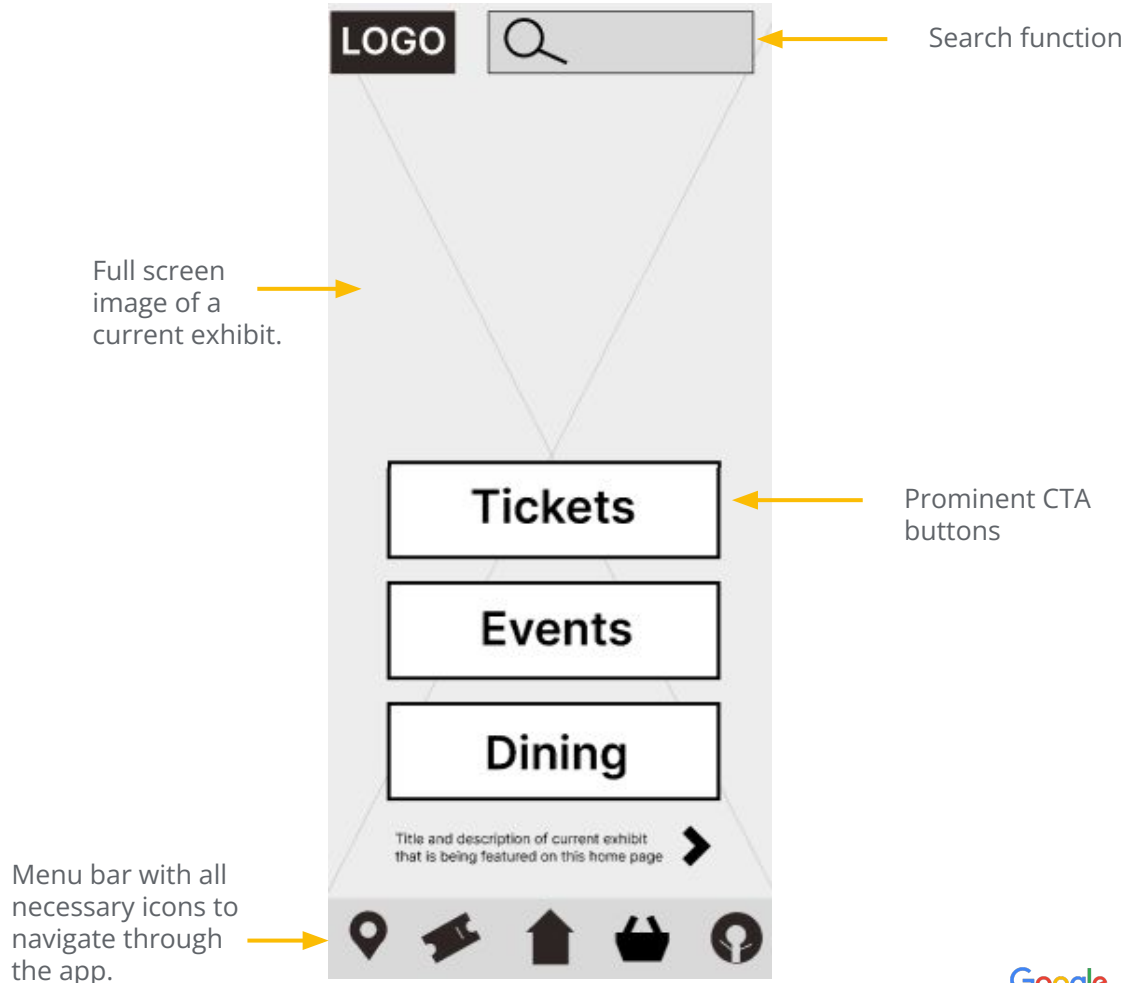 LOGO
Search function
Full screen
image of a
current exhibit.
Tickets
Prominent CTA
buttons
Events
Dining
Title and description of current exhibit
that is being featured on this home page
Menu bar with all
necessary icons to
navigate through
the app.
Google